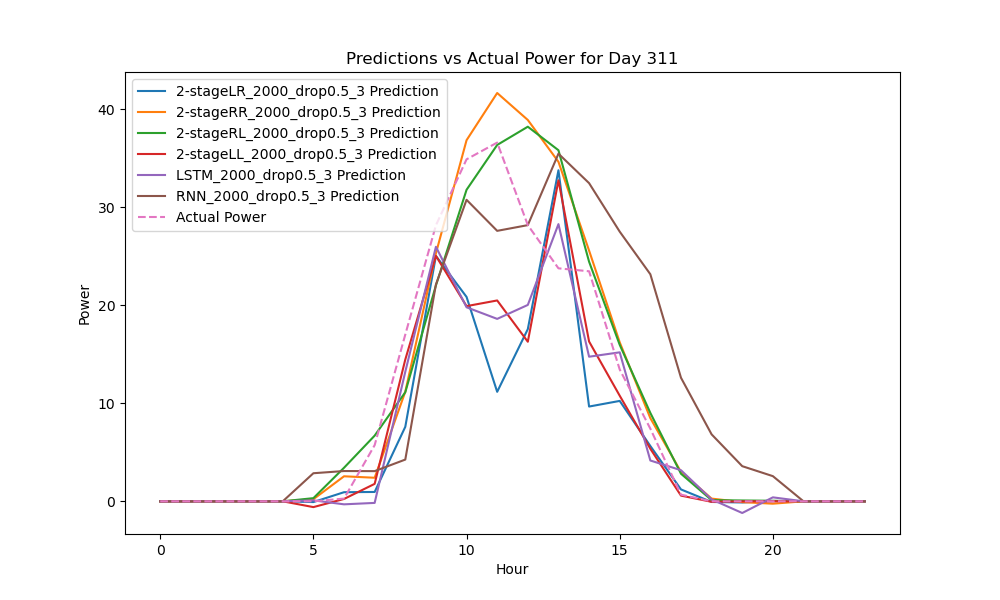 Predictions vs Actual Power for Day 311
2-stageLR_2000_drop0.5_3 Prediction
2-stageRR_2000_drop0.5_3 Prediction
2-stageRL_2000_drop0.5_3 Prediction
2-stageLL_2000_drop0.5_3 Prediction
LSTM_2000_drop0.5_3 Prediction
RNN_2000_drop0.5_3 Prediction
Actual Power
40
30
20
10
0
Power
0 5 10 15 20
Hour